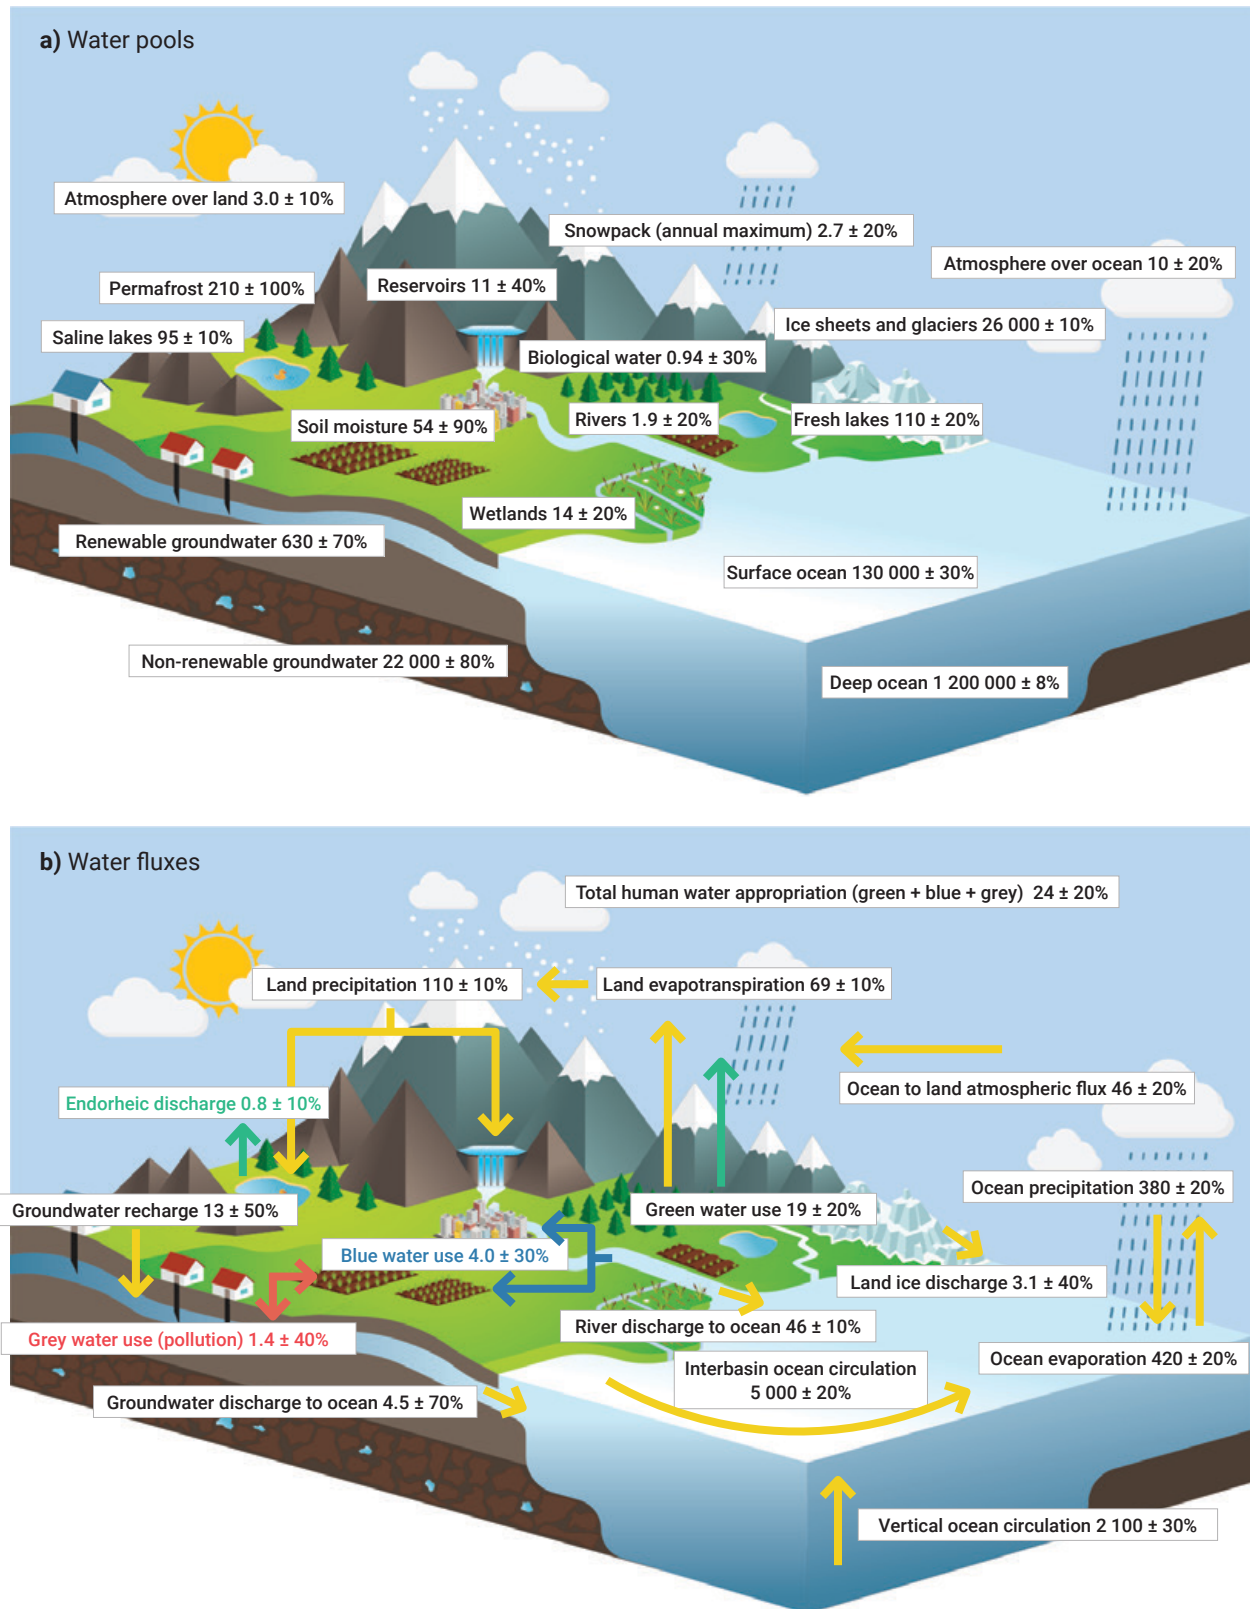 a) Water pools
Atmosphere over land 3.0 ± 10%
Snowpack (annual maximum) 2.7 ± 20%
Atmosphere over ocean 10 ± 20%
Permafrost 210 ± 100%
Reservoirs 11 ± 40%
Saline lakes 95 ± 10%
Ice sheets and glaciers 26 000 ± 10%
Biological water 0.94 ± 30%
Soil moisture 54 ± 90%
Rivers 1.9 ± 20%
Fresh lakes 110 ± 20%
Wetlands 14 ± 20%
Renewable groundwater 630 ± 70%
Surface ocean 130 000 ± 30%
Non-renewable groundwater 22 000 ± 80%
Deep ocean 1 200 000 ± 8%
b) Water fluxes
Total human water appropriation (green + blue + grey) 24 ± 20%
Land precipitation 110 ± 10%
Land evapotranspiration 69 ± 10%
Ocean to land atmospheric flux 46 ± 20%
Endorheic discharge 0.8 ± 10%
Ocean precipitation 380 ± 20%
Groundwater recharge 13 ± 50%
Green water use 19 ± 20%
Blue water use 4.0 ± 30%
Land ice discharge 3.1 ± 40%
River discharge to ocean 46 ± 10%
Grey water use (pollution) 1.4 ± 40%
Ocean evaporation 420 ± 20%
Interbasin ocean circulation
5 000 ± 20%
Groundwater discharge to ocean 4.5 ± 70%
Vertical ocean circulation 2 100 ± 30%